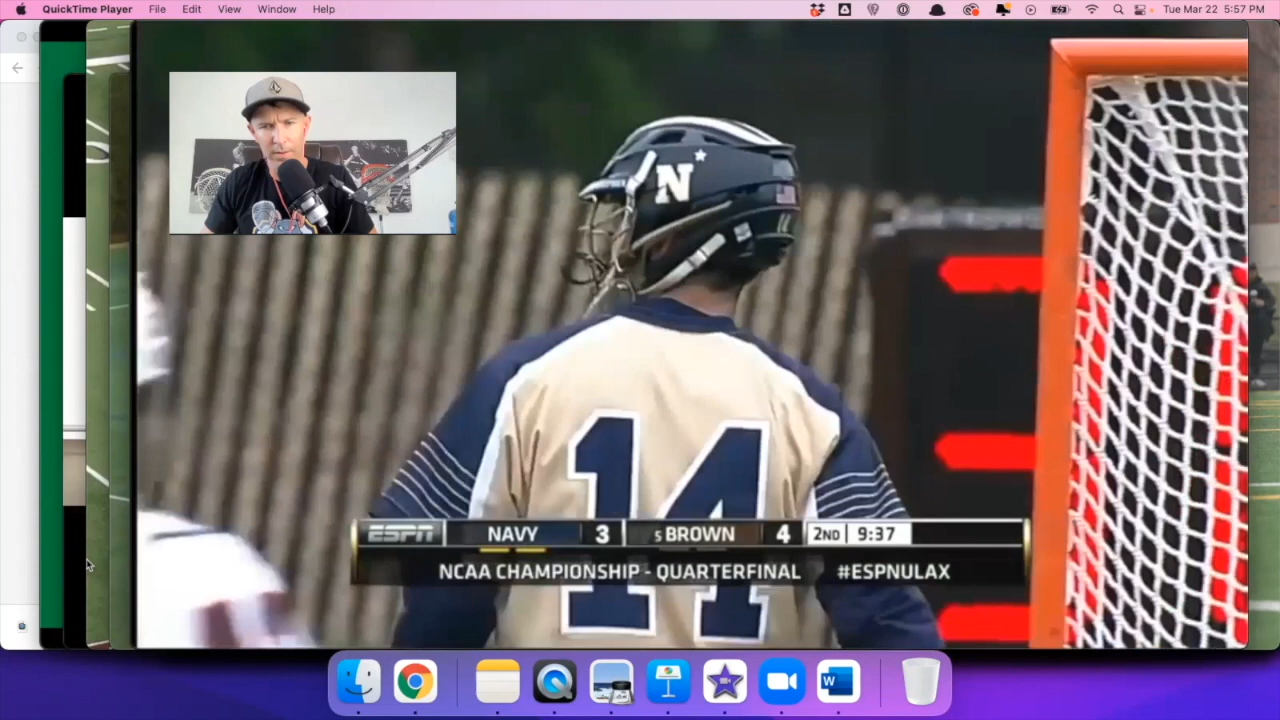 QuickTime Player File Edit View Window Help Tue Mar 22 5:57 PM
N
14
ESPN NAVY 3 5 BROWN 4 2ND 9:37
NCAA CHAMPIONSHIP - QUARTERFINAL #ESPNULAX
W